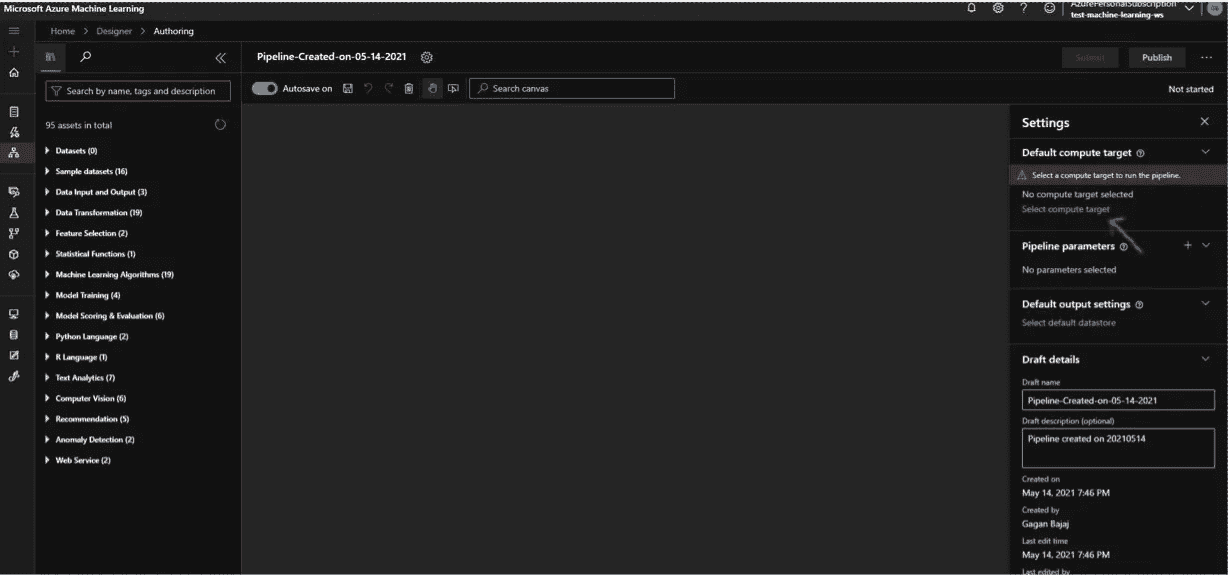 Microsoft Azure Machine Learning
AzurePersonalSubscription
test-machine-learning-ws
Home > Designer > Authoring
Pipeline-Created-on-05-14-2021
Submit
Publish
Search by name, tags and description
Autosave on
Search canvas
Not started
95 assets in total
Datasets (0)
Sample datasets (16)
Data Input and Output (3)
Data Transformation (19)
Feature Selection (2)
Statistical Functions (1)
Machine Learning Algorithms (19)
Model Training (4)
Model Scoring & Evaluation (6)
Python Language (2)
R Language (1)
Text Analytics (7)
Computer Vision (6)
Recommendation (5)
Anomaly Detection (2)
Web Service (2)
Settings
Default compute target
Select a compute target to run the pipeline.
No compute target selected
Select compute target
Pipeline parameters
No parameters selected
Default output settings
Select default datastore
Draft details
Draft name
Pipeline-Created-on-05-14-2021
Draft description (optional)
Pipeline created on 20210514
Created on
May 14, 2021 7:46 PM
Created by
Gagan Bajaj
Last edit time
May 14, 2021 7:46 PM
Last edited by